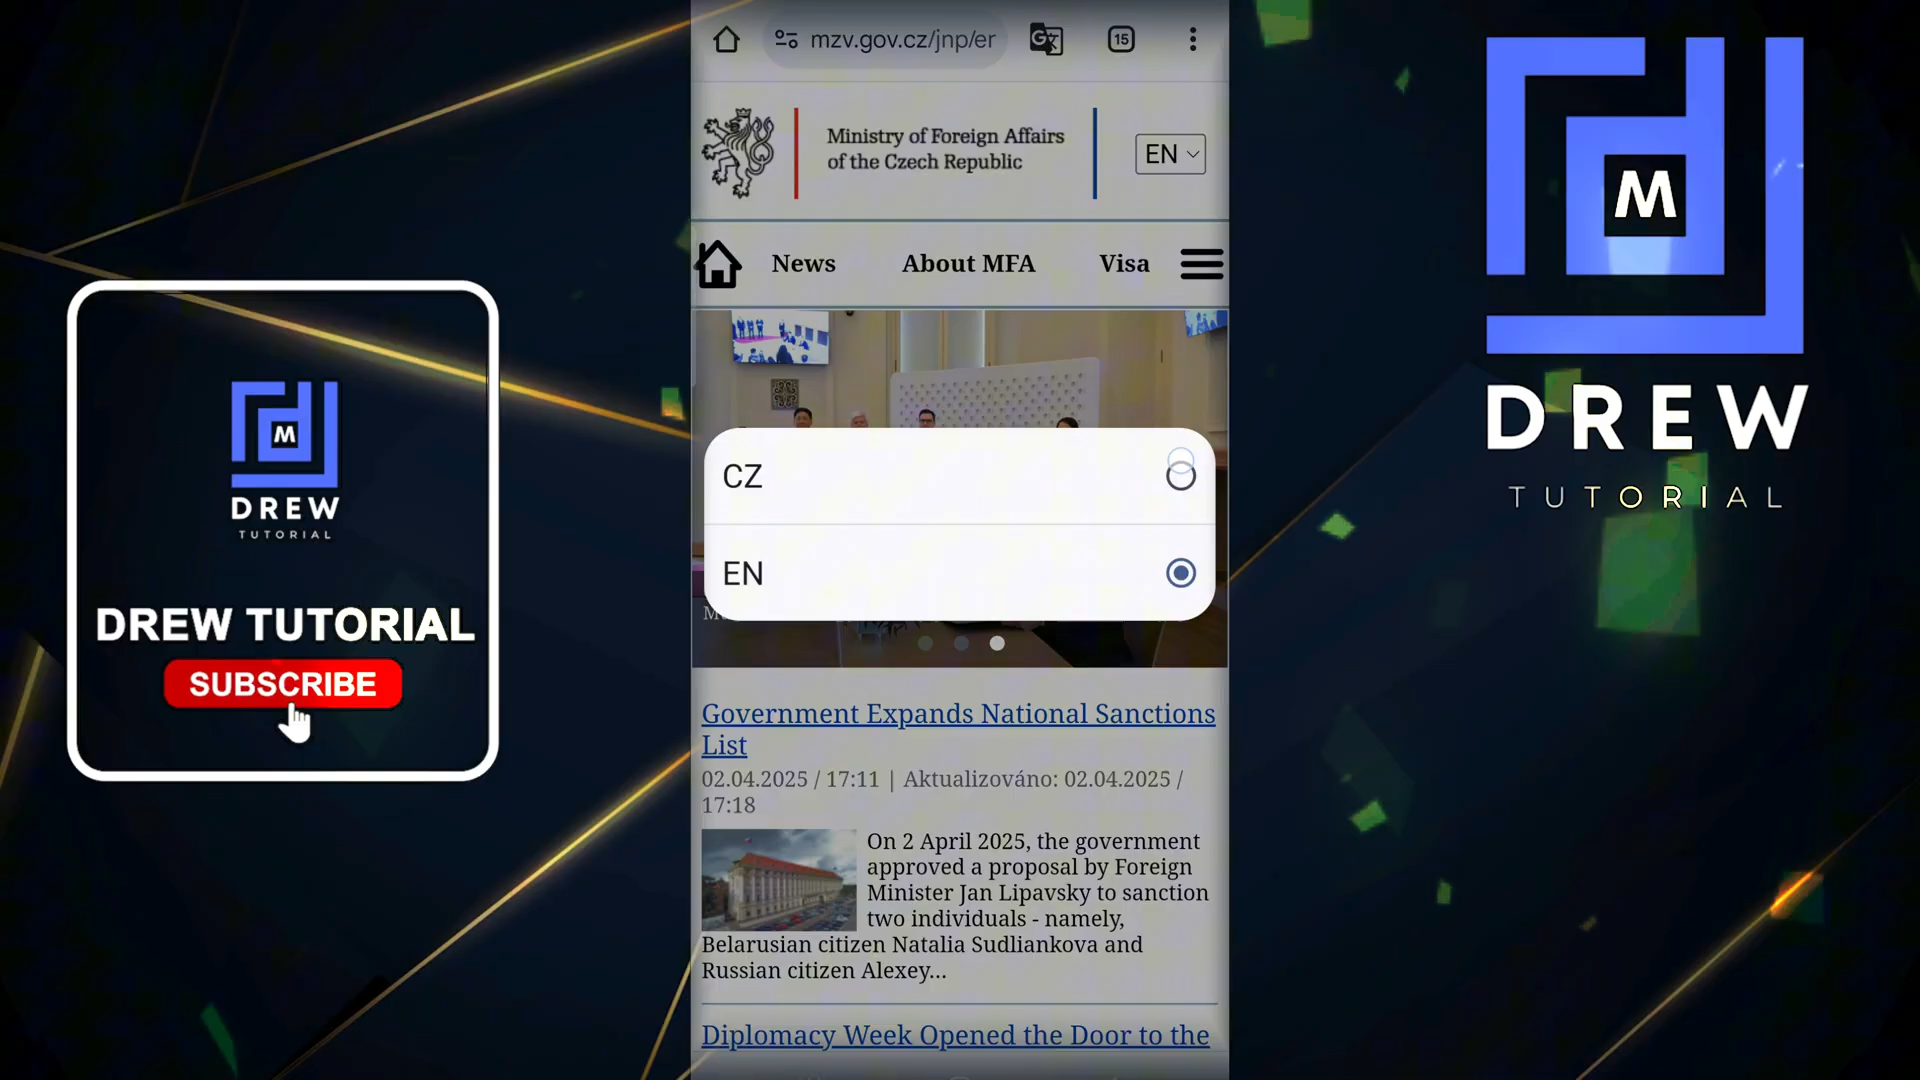 mzv.gov.cz/jnp/er
15
Ministry of Foreign Affairs
of the Czech Republic
EN
News
About MFA
Visa
CZ
EN
Government Expands National Sanctions
List
02.04.2025 / 17:11 | Aktualizováno: 02.04.2025 /
17:18
On 2 April 2025, the government
approved a proposal by Foreign
Minister Jan Lipavsky to sanction
two individuals - namely,
Belarusian citizen Natalia Sudliankova and
Russian citizen Alexey...
Diplomacy Week Opened the Door to the
M
DREW
TUTORIAL
DREW TUTORIAL
SUBSCRIBE
M
DREW
TUTORIAL